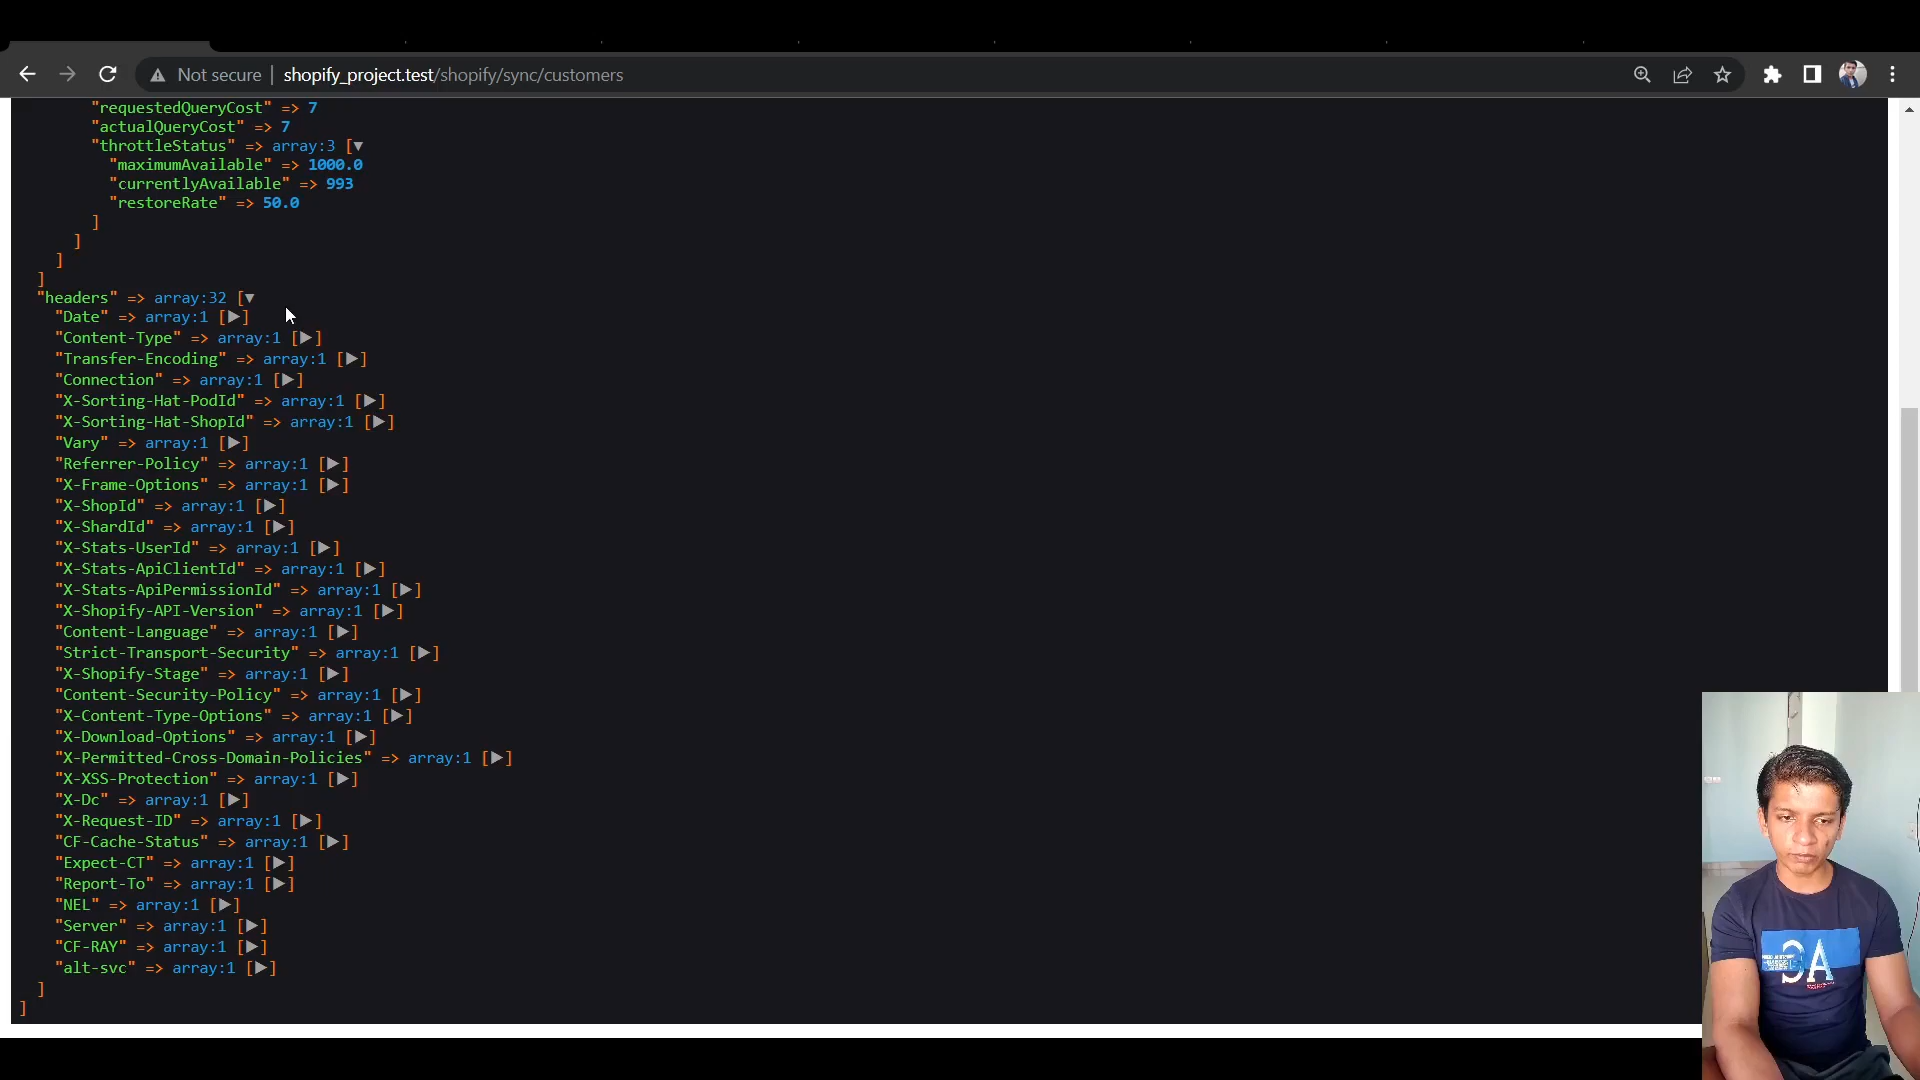 Not secure | shopify_project.test/shopify/sync/customers
"requestedQueryCost" => 7
"actualQueryCost" => 7
"throttleStatus" => array:3 [▼
"maximumAvailable" => 1000.0
"currentlyAvailable" => 993
"restoreRate" => 50.0
]
]
]
]
"headers" => array:32 [▼
"Date" => array:1 [▶]
"Content-Type" => array:1 [▶]
"Transfer-Encoding" => array:1 [▶]
"Connection" => array:1 [▶]
"X-Sorting-Hat-PodId" => array:1 [▶]
"X-Sorting-Hat-ShopId" => array:1 [▶]
"Vary" => array:1 [▶]
"Referrer-Policy" => array:1 [▶]
"X-Frame-Options" => array:1 [▶]
"X-ShopId" => array:1 [▶]
"X-ShardId" => array:1 [▶]
"X-Stats-UserId" => array:1 [▶]
"X-Stats-ApiClientId" => array:1 [▶]
"X-Stats-ApiPermissionId" => array:1 [▶]
"X-Shopify-API-Version" => array:1 [▶]
"Content-Language" => array:1 [▶]
"Strict-Transport-Security" => array:1 [▶]
"X-Shopify-Stage" => array:1 [▶]
"Content-Security-Policy" => array:1 [▶]
"X-Content-Type-Options" => array:1 [▶]
"X-Download-Options" => array:1 [▶]
"X-Permitted-Cross-Domain-Policies" => array:1 [▶]
"X-XSS-Protection" => array:1 [▶]
"X-Dc" => array:1 [▶]
"X-Request-ID" => array:1 [▶]
"CF-Cache-Status" => array:1 [▶]
"Expect-CT" => array:1 [▶]
"Report-To" => array:1 [▶]
"NEL" => array:1 [▶]
"Server" => array:1 [▶]
"CF-RAY" => array:1 [▶]
"alt-svc" => array:1 [▶]
]
]